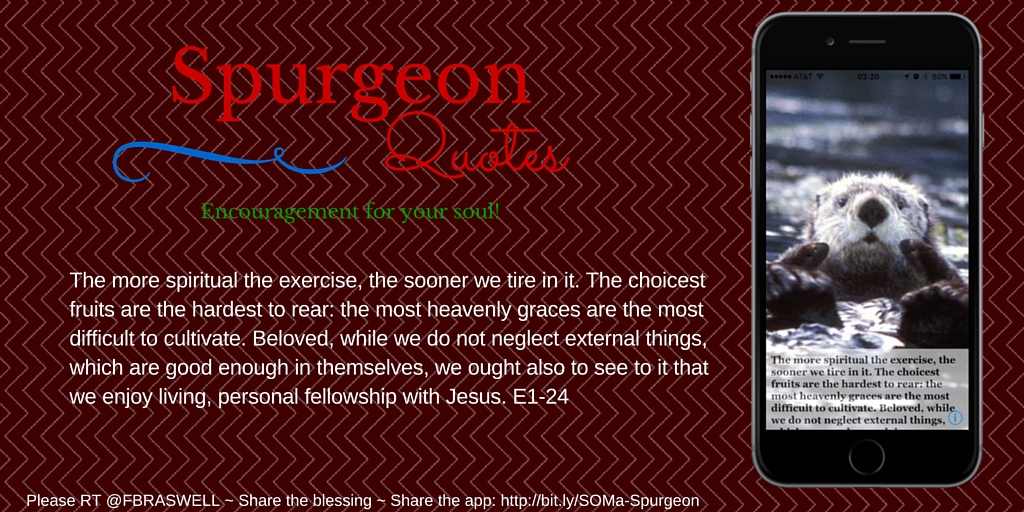 Spurgeon
Quotes
Encouragement for your soul!
The more spiritual the exercise, the sooner we tire in it. The choicest
fruits are the hardest to rear: the most heavenly graces are the most
difficult to cultivate. Beloved, while we do not neglect external things,
which are good enough in themselves, we ought also to see to it that
we enjoy living, personal fellowship with Jesus. E1-24
Please RT @FBRASWELL ~ Share the blessing ~ Share the app: http://bit.ly/SOMa-Spurgeon
AT&T 03:20 80%
The more spiritual the exercise, the
sooner we tire in it. The choicest
fruits are the hardest to rear: the
most heavenly graces are the most
difficult to cultivate. Beloved, while
we do not neglect external things,